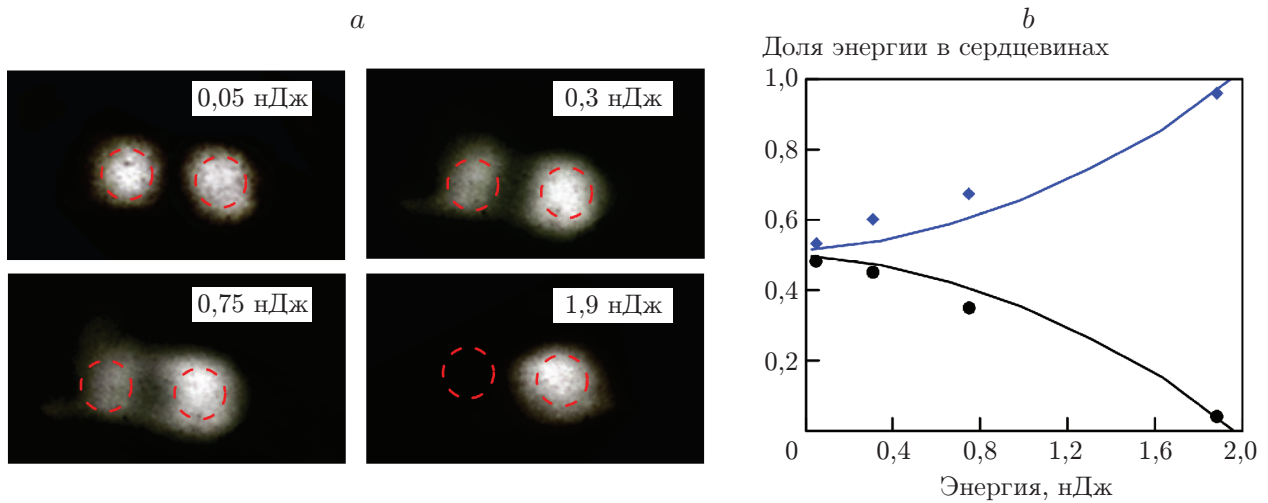 a
0,05 нДж
0,3 нДж
0,75 нДж
1,9 нДж
b
Доля энергии в сердцевинах
1,0
0,8
0,6
0,4
0,2
0
0,4
0,8
1,2
1,6
2,0
Энергия, нДж